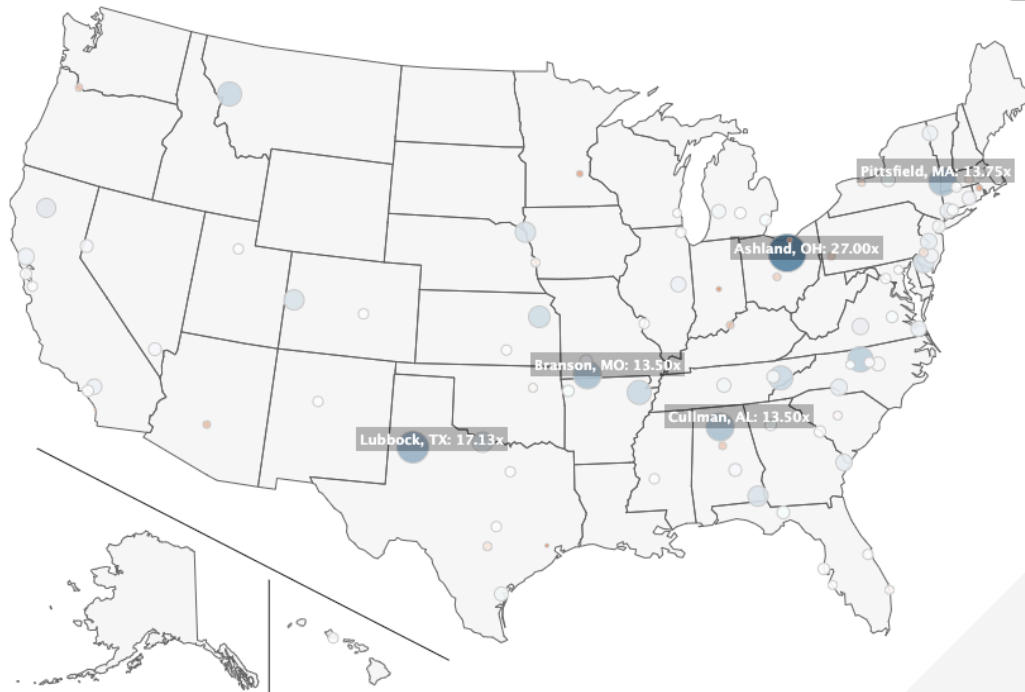 Pittsfield, MA: 13.75x
Ashland, OH: 27.00x
Branson, MO: 13.50x
Cullman, AL: 13.50x
Lubbock, TX: 17.13x